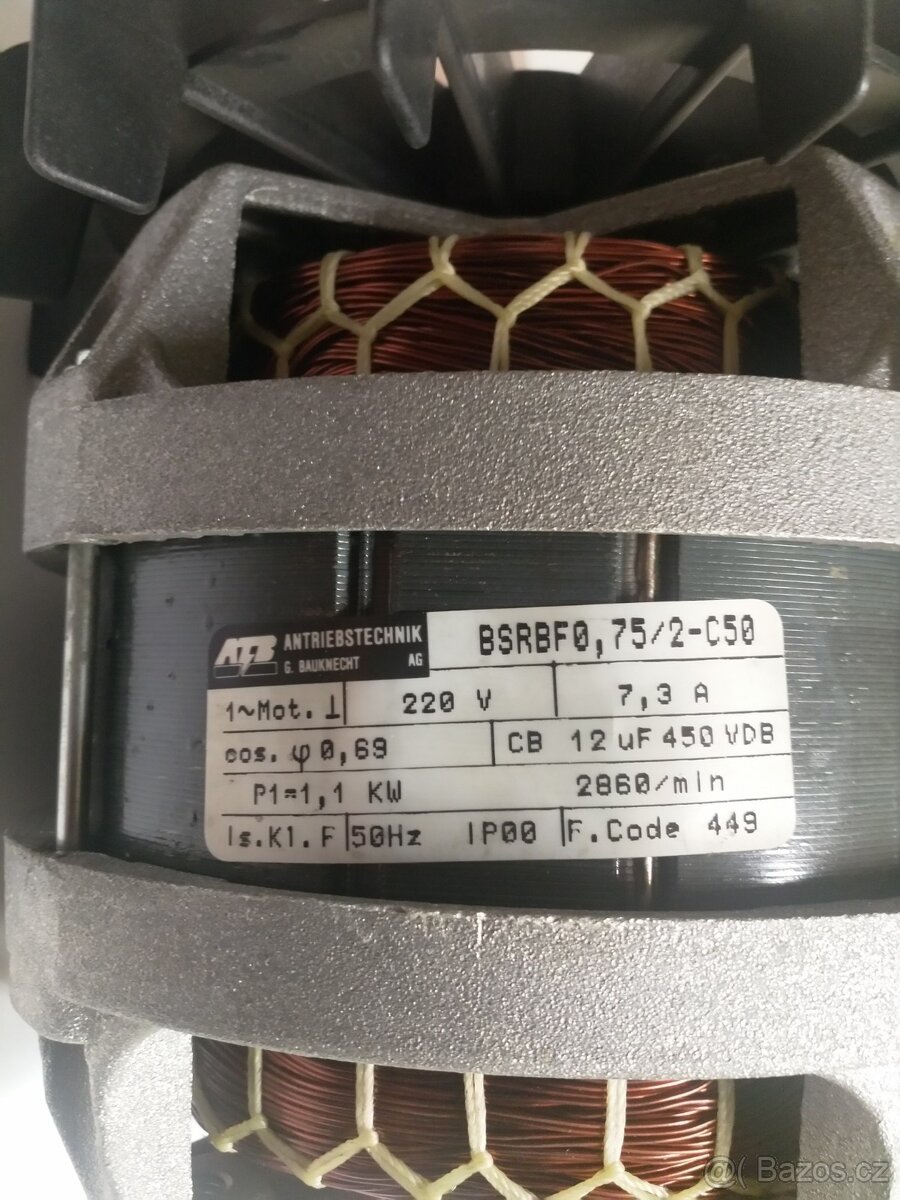 ATB ANTRIEBSTECHNIK
G. BAUKNECHT AG
BSRBF0,75/2-C50
1~Mot. ⊥ 220 V 7,3 A
cos. φ 0,69 CB 12 uF 450 VDB
P1=1,1 KW 2860/min
Is.Kl. F 50Hz IP00 F.Code 449
@( Bazos.cz